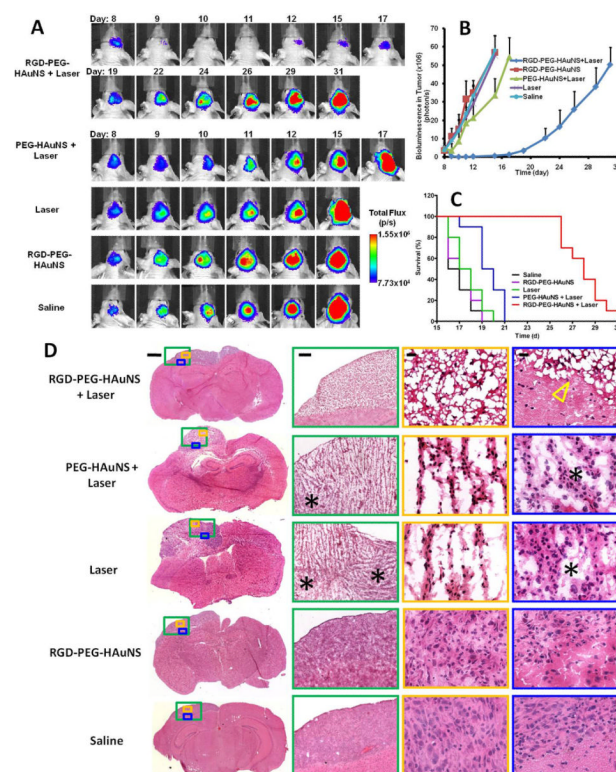 A
Day: 8 9 10 11 12 15 17
RGD-PEG-
HAuNS + Laser
19 22 24 26 29 31
Day: 8 9 10 11 12 15 17
PEG-HAuNS +
Laser
Laser
RGD-PEG-
HAuNS
Saline
Total Flux
(p/s)
1.55x10⁶
7.73x10⁴
B
Bioluminsscence in Tumor (x106)
(photon/s)
70
60
50
40
30
20
10
0
8 12 16 20 24 28
Time (day)
RGD-PEG-HAuNS+Laser
RGD-PEG-HAuNS
PEG-HAuNS+Laser
Laser
Saline
C
Survival (%)
120
100
80
60
40
20
0
15 17 19 21 23 25 27 29 31
Time (d)
Saline
RGD-PEG-HAuNS
Laser
PEG-HAuNS + Laser
RGD-PEG-HAuNS + Laser
D
RGD-PEG-HAuNS
+ Laser
PEG-HAuNS +
Laser
*
*
Laser
* *
*
RGD-PEG-HAuNS
Saline